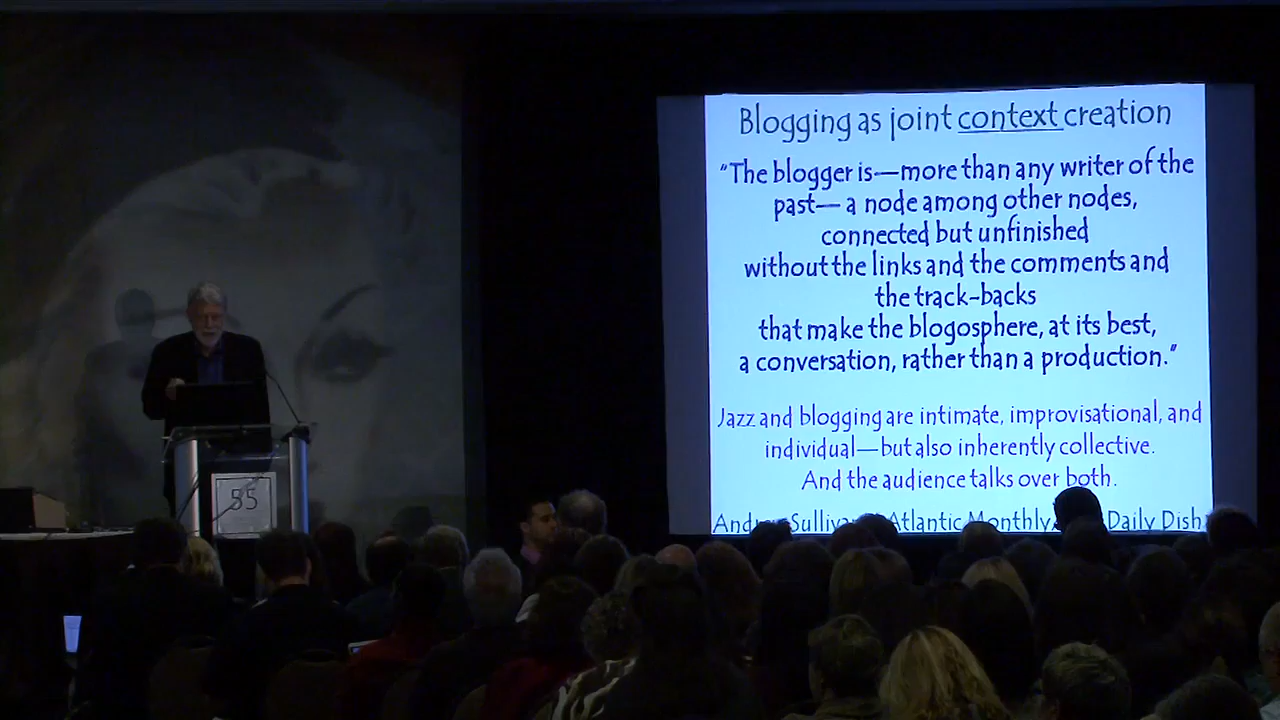 Blogging as joint context creation
"The blogger is—more than any writer of the
past— a node among other nodes,
connected but unfinished
without the links and the comments and
the track-backs
that make the blogosphere, at its best,
a conversation, rather than a production."
Jazz and blogging are intimate, improvisational, and
individual—but also inherently collective.
And the audience talks over both.
Sullivan Atlantic Monthly Daily Dish
55